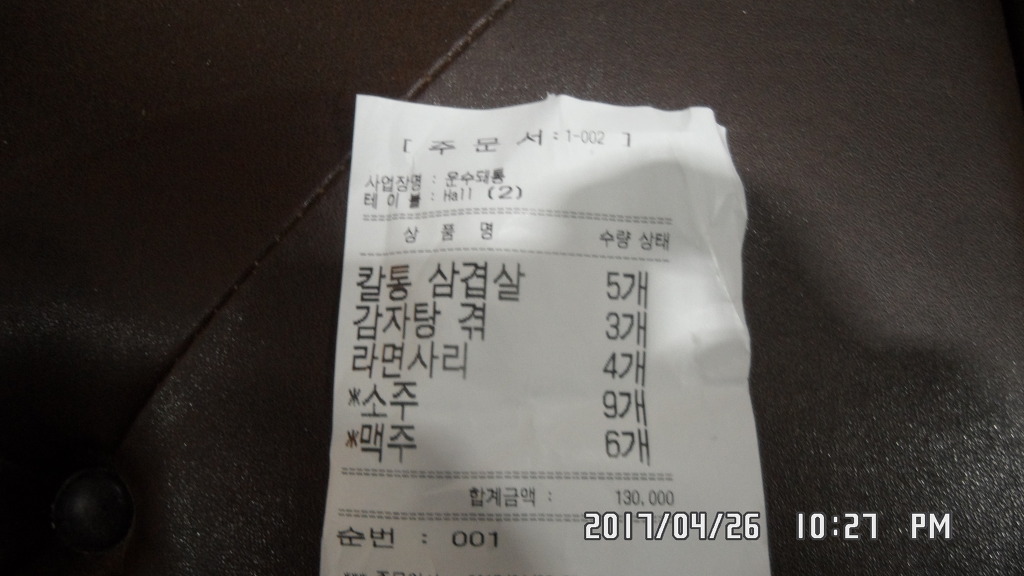 [ 주 문 서 : 1-002 ]
사업장명 : 운수돼통
테 이 블 : Hall (2)
상 품 명 수량 상태
칼통 삼겹살 5개
감자탕 겪 3개
라면사리 4개
*소주 9개
*맥주 6개
합계금액 : 130,000
순번 : 001
2017/04/26 10:27 PM